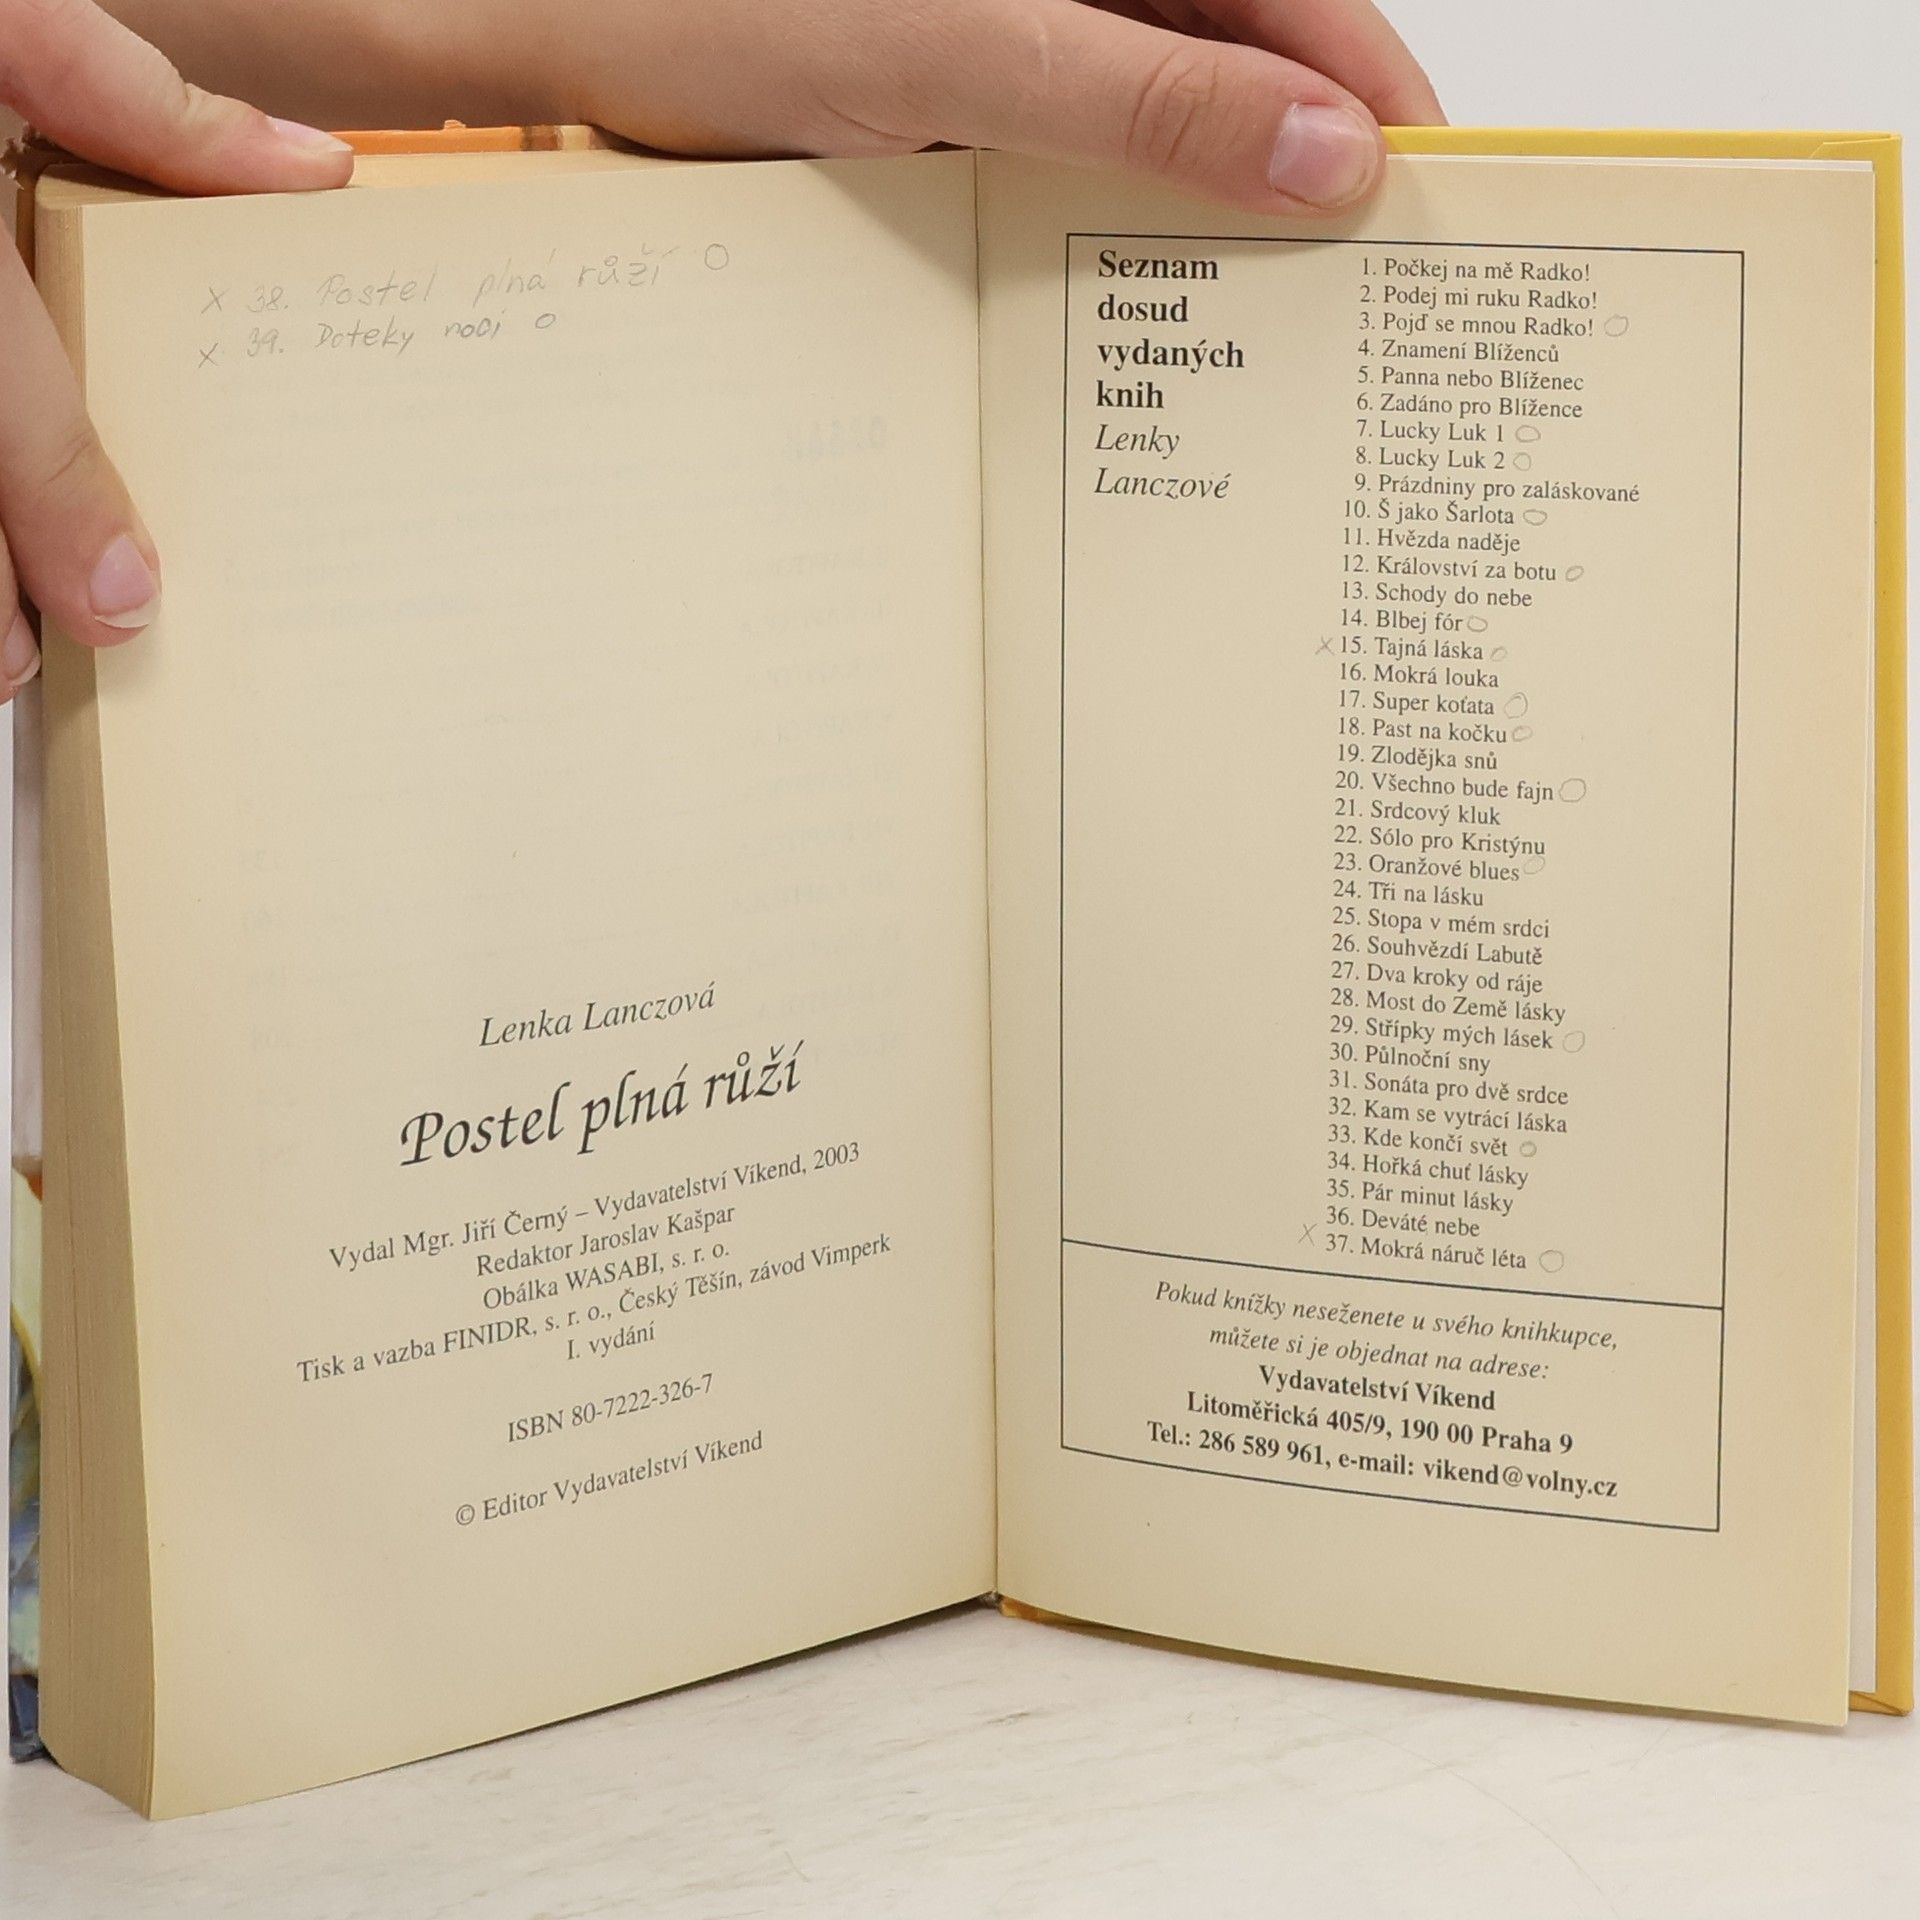 x 38. Postel plná růží O
x 39. Doteky noci o
Lenka Lanczová
Postel plná růží
Vydal Mgr. Jiří Černý – Vydavatelství Víkend, 2003
Redaktor Jaroslav Kašpar
Obálka WASABI, s. r. o.
Tisk a vazba FINIDR, s. r. o., Český Těšín, závod Vimperk
I. vydání
ISBN 80-7222-326-7
© Editor Vydavatelství Víkend
Seznam
dosud
vydaných
knih
Lenky
Lanczové
1. Počkej na mě Radko!
2. Podej mi ruku Radko!
3. Pojď se mnou Radko!
4. Znamení Blíženců
5. Panna nebo Blíženec
6. Zadáno pro Blížence
7. Lucky Luk 1
8. Lucky Luk 2
9. Prázdniny pro zaláskované
10. Š jako Šarlota
11. Hvězda naděje
12. Království za botu
13. Schody do nebe
14. Blbej fór
x 15. Tajná láska
16. Mokrá louka
17. Super koťata
18. Past na kočku
19. Zlodějka snů
20. Všechno bude fajn
21. Srdcový kluk
22. Sólo pro Kristýnu
23. Oranžové blues
24. Tři na lásku
25. Stopa v mém srdci
26. Souhvězdí Labutě
27. Dva kroky od ráje
28. Most do Země lásky
29. Střípky mých lásek
30. Půlnoční sny
31. Sonáta pro dvě srdce
32. Kam se vytrácí láska
33. Kde končí svět
34. Hořká chuť lásky
35. Pár minut lásky
36. Deváté nebe
x 37. Mokrá náruč léta
Pokud knížky neseženete u svého knihkupce,
můžete si je objednat na adrese:
Vydavatelství Víkend
Litoměřická 405/9, 190 00 Praha 9
Tel.: 286 589 961, e-mail: vikend@volny.cz